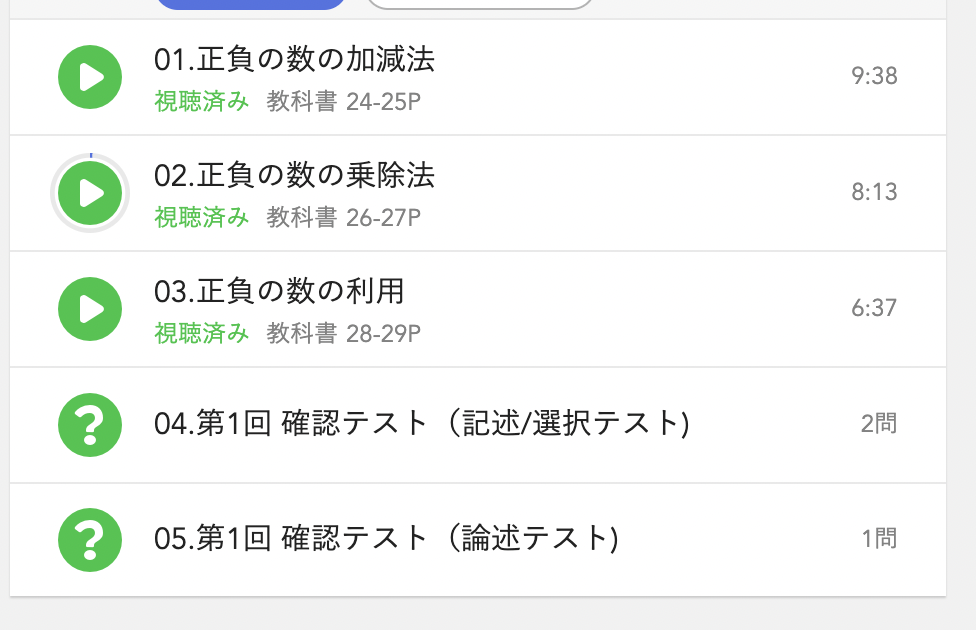 01.正負の数の加減法
視聴済み 教科書 24-25P
9:38
02.正負の数の乗除法
視聴済み 教科書 26-27P
8:13
03.正負の数の利用
視聴済み 教科書 28-29P
6:37
04.第1回 確認テスト（記述/選択テスト)
2問
05.第1回 確認テスト（論述テスト)
1問